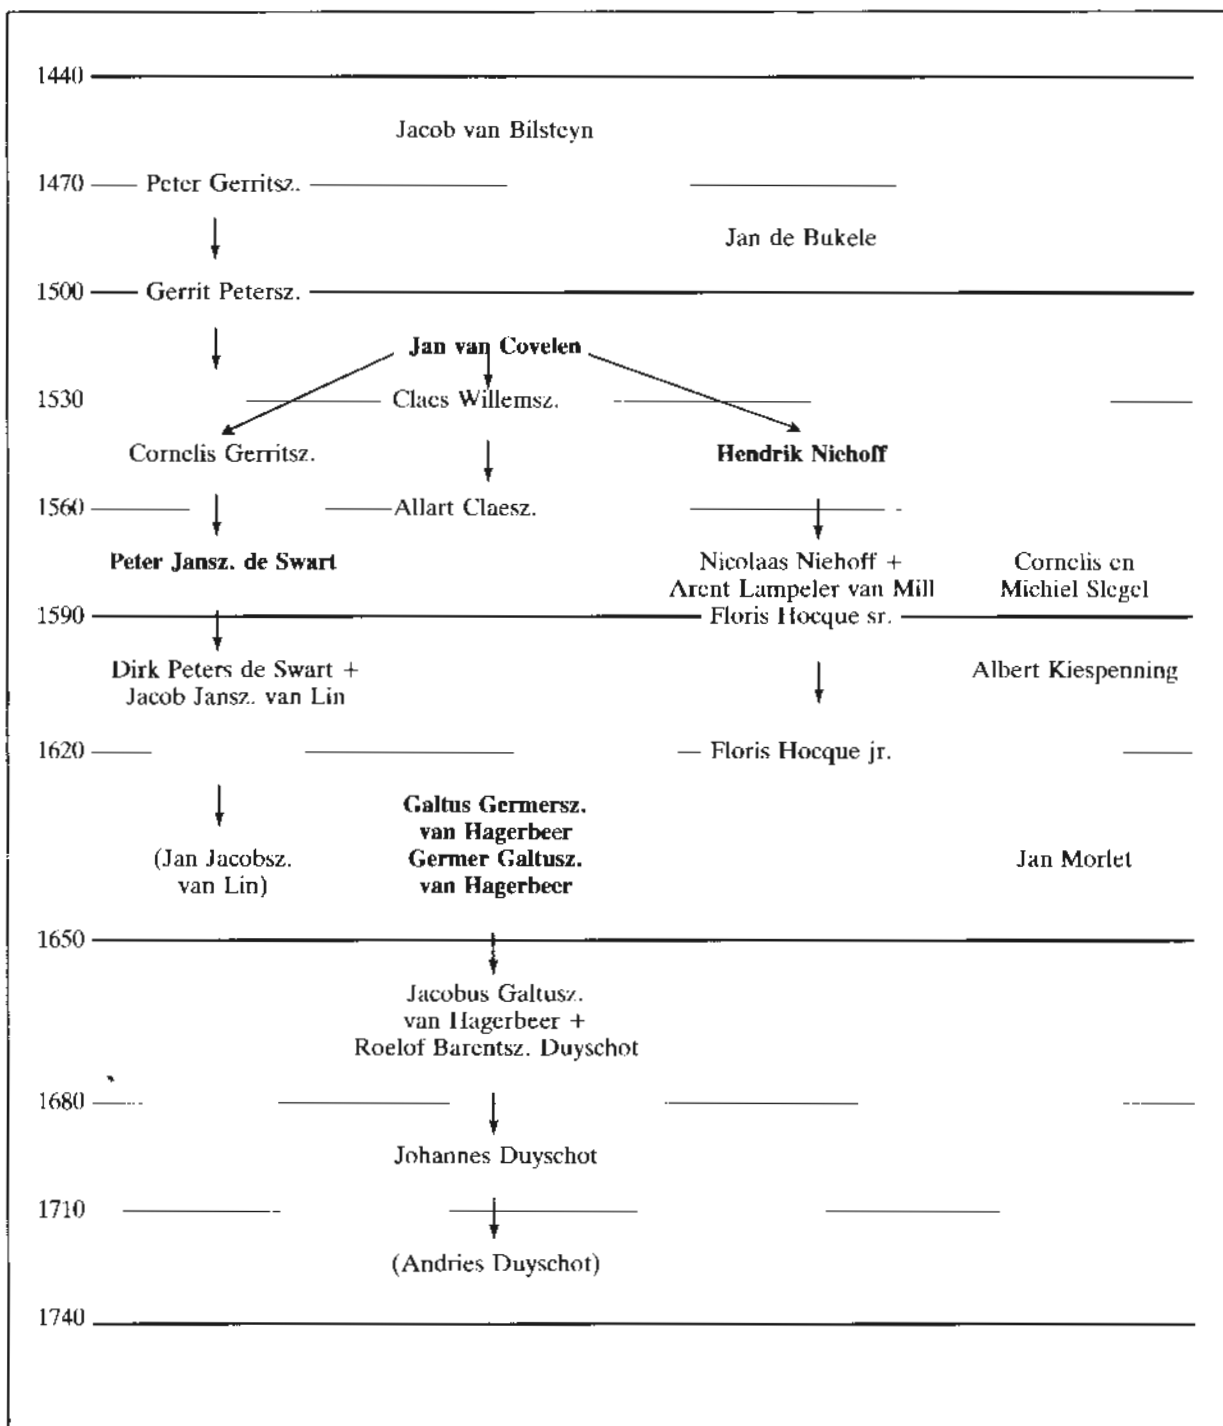 1440
Jacob van Bilsteyn
1470 Peter Gerritsz.
Jan de Bukele
1500 Gerrit Petersz.
Jan van Covelen
1530 Claes Willemsz.
Cornelis Gerritsz. Hendrik Niehoff
1560 Allart Claesz.
Peter Jansz. de Swart Nicolaas Niehoff + Cornelis en
Arent Lampeler van Mill Michiel Slegel
1590 Floris Hocque sr.
Dirk Peters de Swart + Albert Kiespenning
Jacob Jansz. van Lin
1620 Floris Hocque jr.
Galtus Germersz.
van Hagerbeer
(Jan Jacobsz. Germer Galtusz. Jan Morlet
van Lin) van Hagerbeer
1650
Jacobus Galtusz.
van Hagerbeer +
Roelof Barentsz. Duyschot
1680
Johannes Duyschot
1710
(Andries Duyschot)
1740